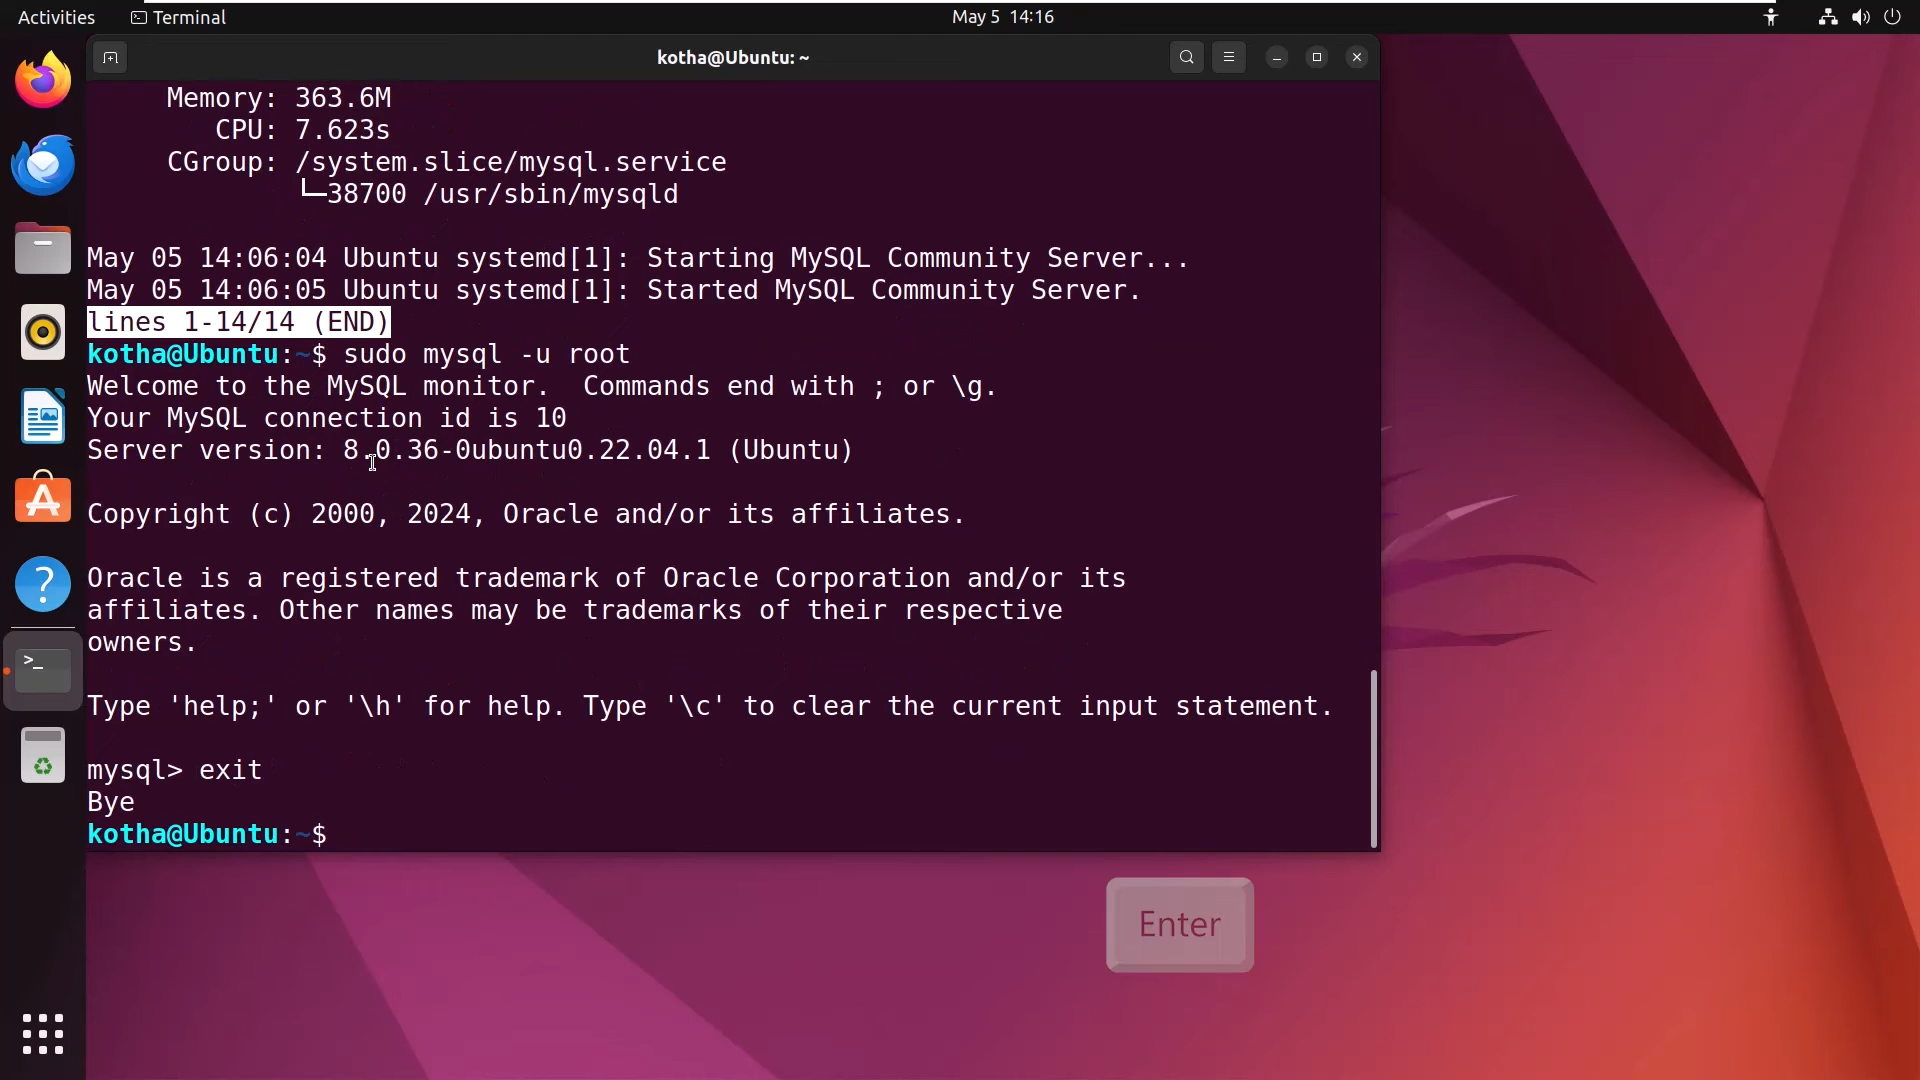 Activities
Terminal
May 5 14:16
kotha@Ubuntu: ~
Memory: 363.6M
CPU: 7.623s
CGroup: /system.slice/mysql.service
└─38700 /usr/sbin/mysqld
May 05 14:06:04 Ubuntu systemd[1]: Starting MySQL Community Server...
May 05 14:06:05 Ubuntu systemd[1]: Started MySQL Community Server.
lines 1-14/14 (END)
kotha@Ubuntu:~$ sudo mysql -u root
Welcome to the MySQL monitor.  Commands end with ; or \g.
Your MySQL connection id is 10
Server version: 8.0.36-0ubuntu0.22.04.1 (Ubuntu)
Copyright (c) 2000, 2024, Oracle and/or its affiliates.
Oracle is a registered trademark of Oracle Corporation and/or its
affiliates. Other names may be trademarks of their respective
owners.
Type 'help;' or '\h' for help. Type '\c' to clear the current input statement.
mysql> exit
Bye
kotha@Ubuntu:~$
Enter